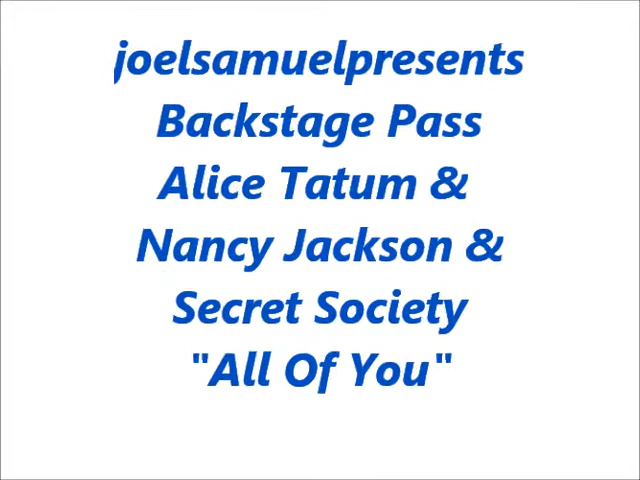 joelsamuelpresents
Backstage Pass
Alice Tatum &
Nancy Jackson &
Secret Society
"All Of You"